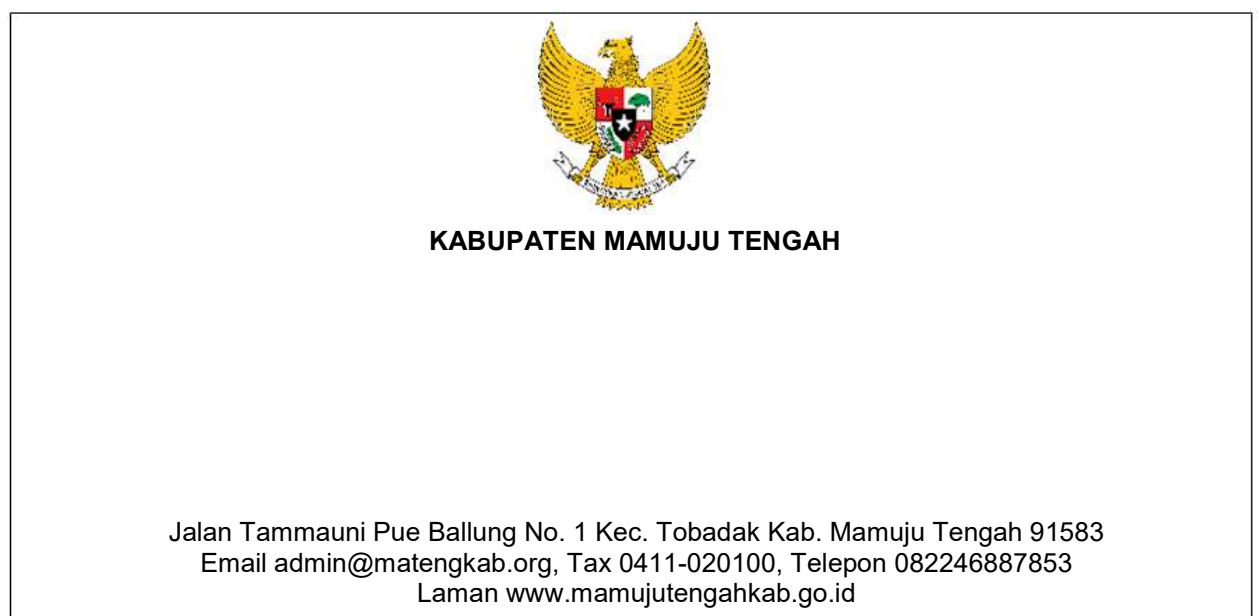 KABUPATEN MAMUJU TENGAH
Jalan Tammauni Pue Ballung No. 1 Kec. Tobadak Kab. Mamuju Tengah 91583
Email admin@matengkab.org, Tax 0411-020100, Telepon 082246887853
Laman www.mamujutengahkab.go.id